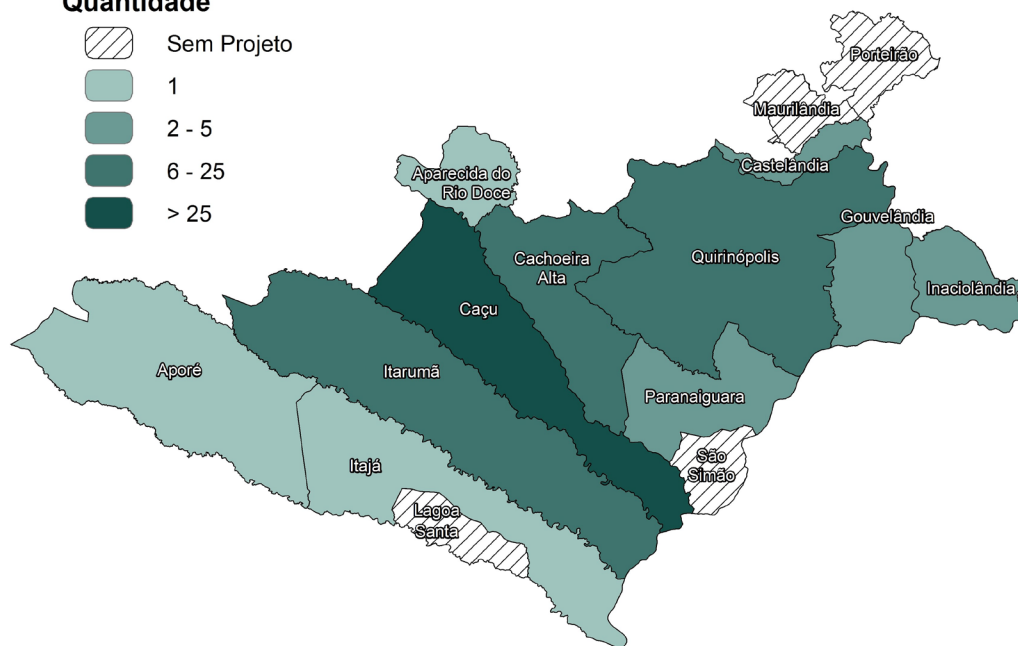 Quantidade
Sem Projeto
1
2 - 5
6 - 25
> 25
Porteirão
Maurilândia
Castelândia
Aparecida do
Rio Doce
Gouvelândia
Cachoeira
Alta
Quirinópolis
Inaciolândia
Caçu
Aporé
Itarumã
Paranaiguara
Itajá
São
Simão
Lagoa
Santa